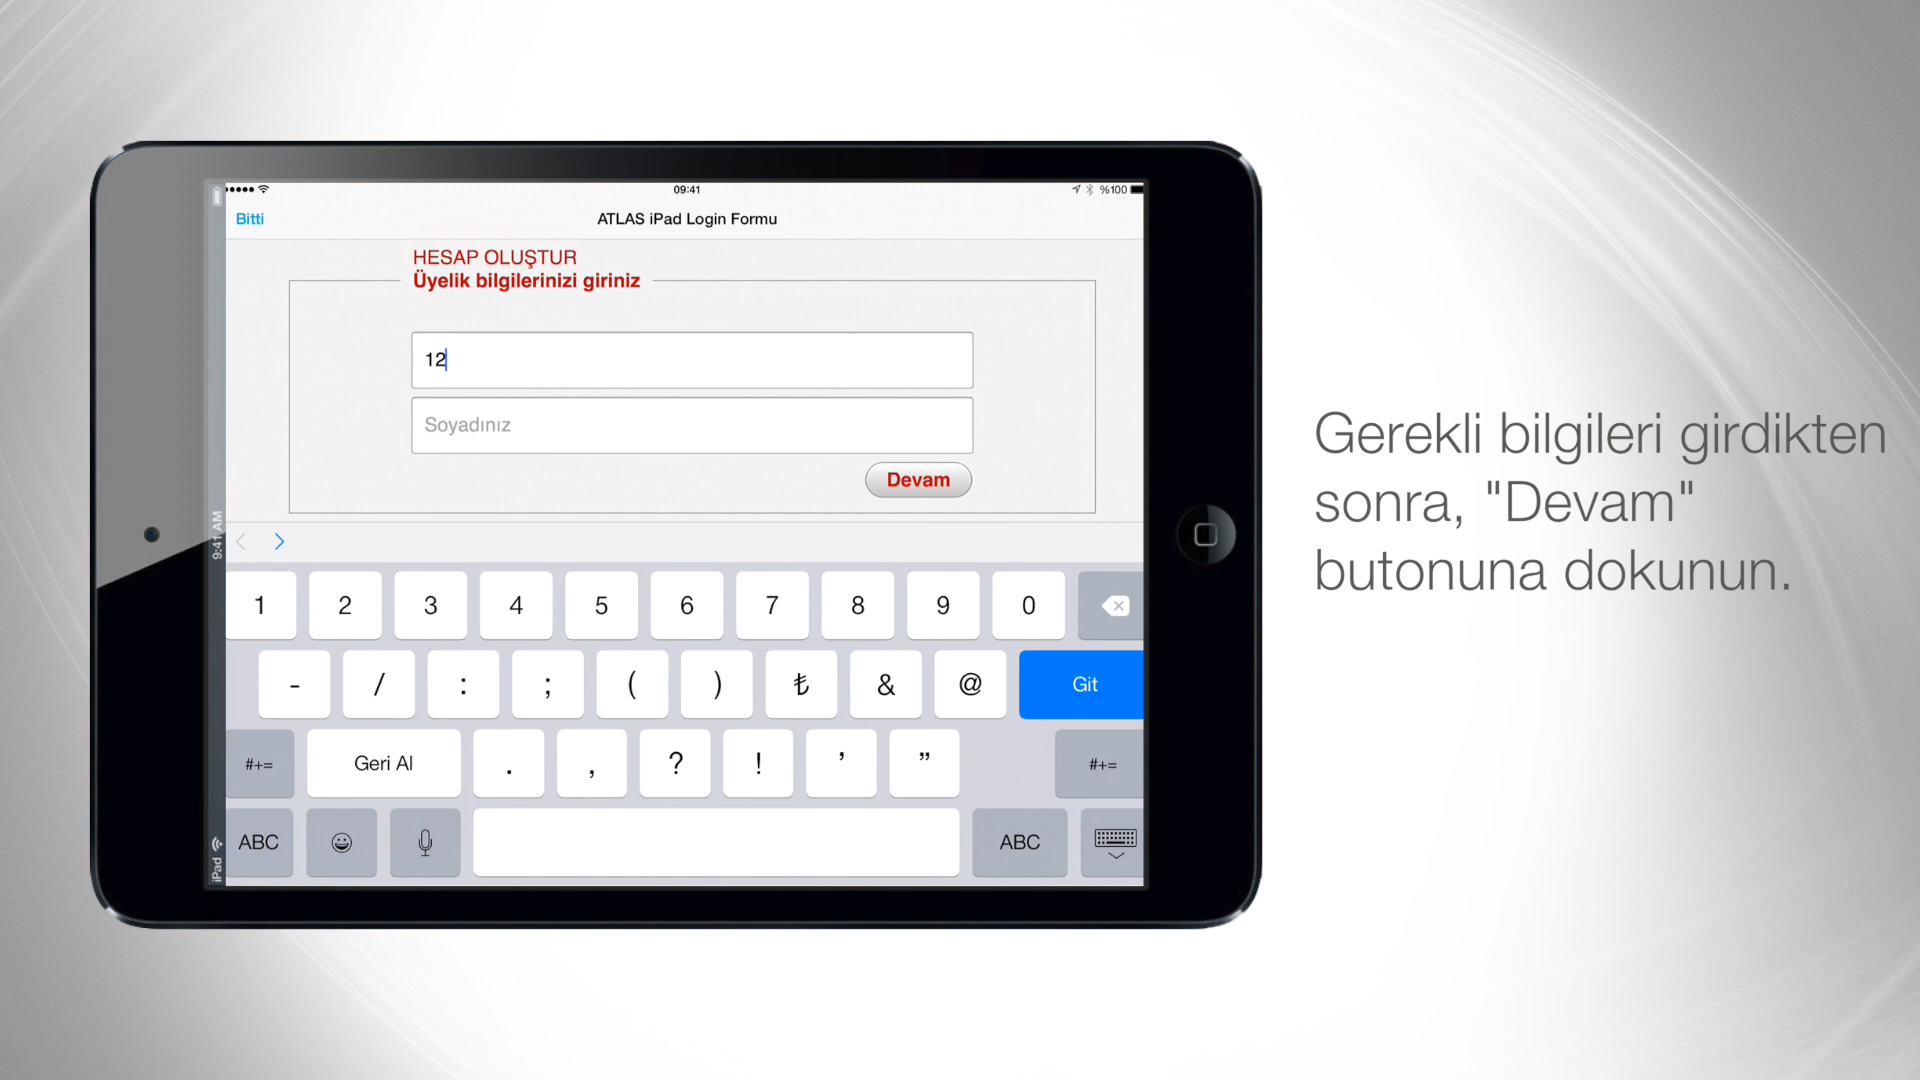 09:41
%100
Bitti
ATLAS iPad Login Formu
HESAP OLUŞTUR
Üyelik bilgilerinizi giriniz
12
Soyadınız
Devam
9:41 AM
iPad
1 2 3 4 5 6 7 8 9 0
- / : ; ( ) ₺ & @ Git
#+= Geri Al . , ? ! ’ ” #+=
ABC ABC
Gerekli bilgileri girdikten
sonra, "Devam"
butonuna dokunun.